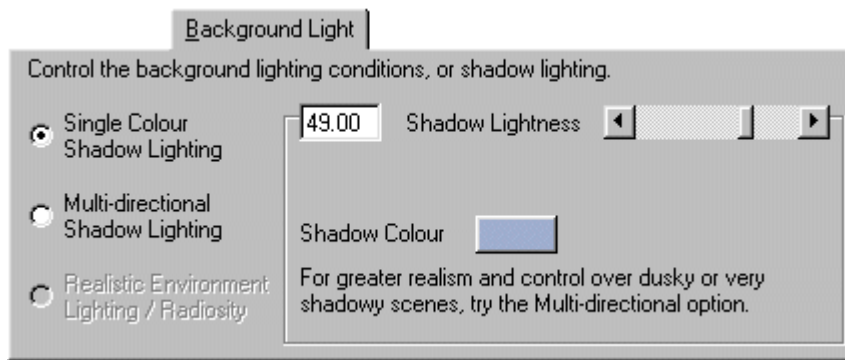 Background Light
Control the background lighting conditions, or shadow lighting.
Single Colour
Shadow Lighting
Multi-directional
Shadow Lighting
Realistic Environment
Lighting / Radiosity
49.00 Shadow Lightness
Shadow Colour
For greater realism and control over dusky or very
shadowy scenes, try the Multi-directional option.